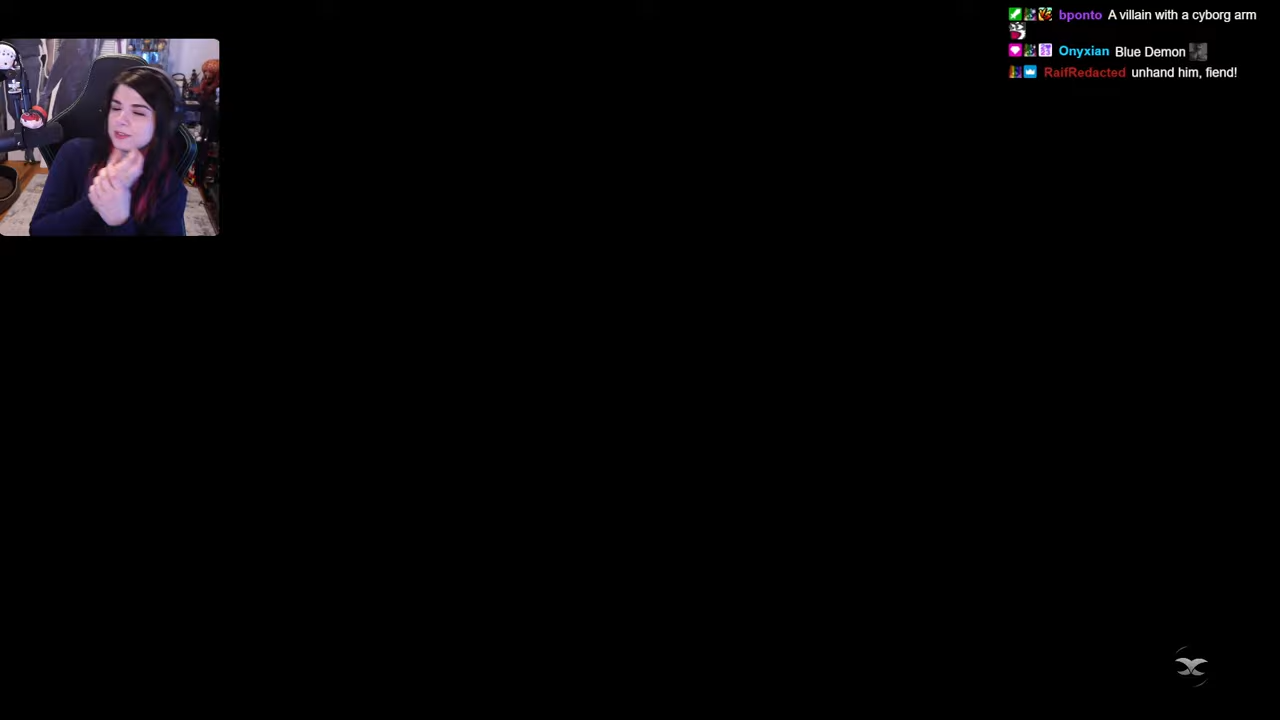 bponto A villain with a cyborg arm
Onyxian Blue Demon
RaifRedacted unhand him, fiend!